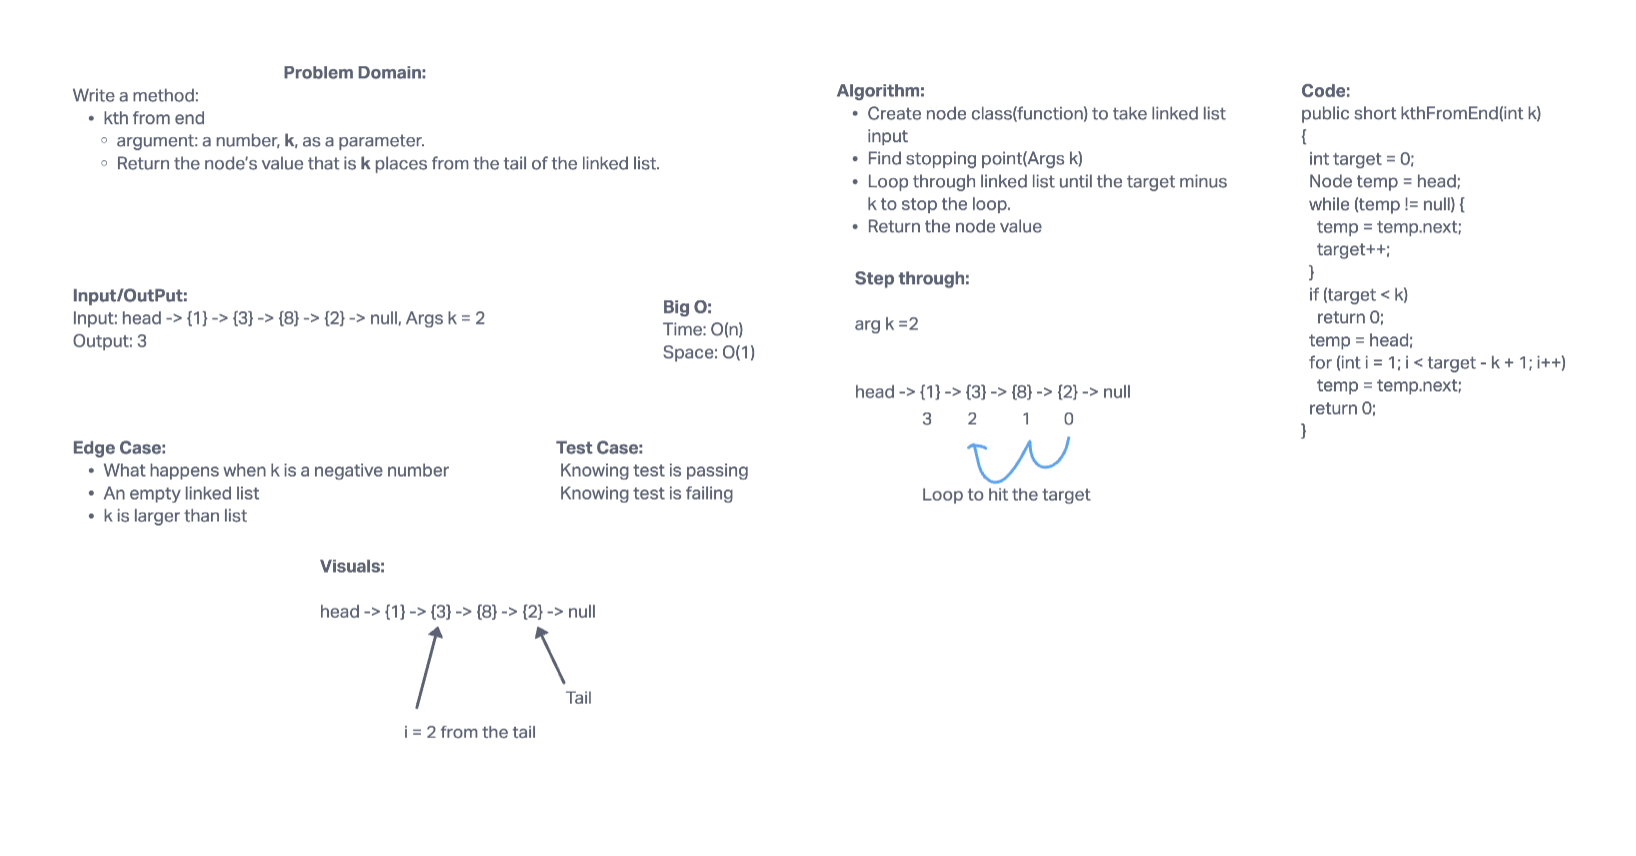 Problem Domain:
Write a method:
• kth from end
◦ argument: a number, k, as a parameter.
◦ Return the node's value that is k places from the tail of the linked list.
Input/OutPut:
Input: head -> {1} -> {3} -> {8} -> {2} -> null, Args k = 2
Output: 3
Big O:
Time: O(n)
Space: O(1)
Edge Case:
• What happens when k is a negative number
• An empty linked list
• k is larger than list
Test Case:
Knowing test is passing
Knowing test is failing
Visuals:
head -> {1} -> {3} -> {8} -> {2} -> null
Tail
i = 2 from the tail
Algorithm:
• Create node class(function) to take linked list
input
• Find stopping point(Args k)
• Loop through linked list until the target minus
k to stop the loop.
• Return the node value
Step through:
arg k =2
head -> {1} -> {3} -> {8} -> {2} -> null
3 2 1 0
Loop to hit the target
Code:
public short kthFromEnd(int k)
{
int target = 0;
Node temp = head;
while (temp != null) {
temp = temp.next;
target++;
}
if (target < k)
return 0;
temp = head;
for (int i = 1; i < target - k + 1; i++)
temp = temp.next;
return 0;
}